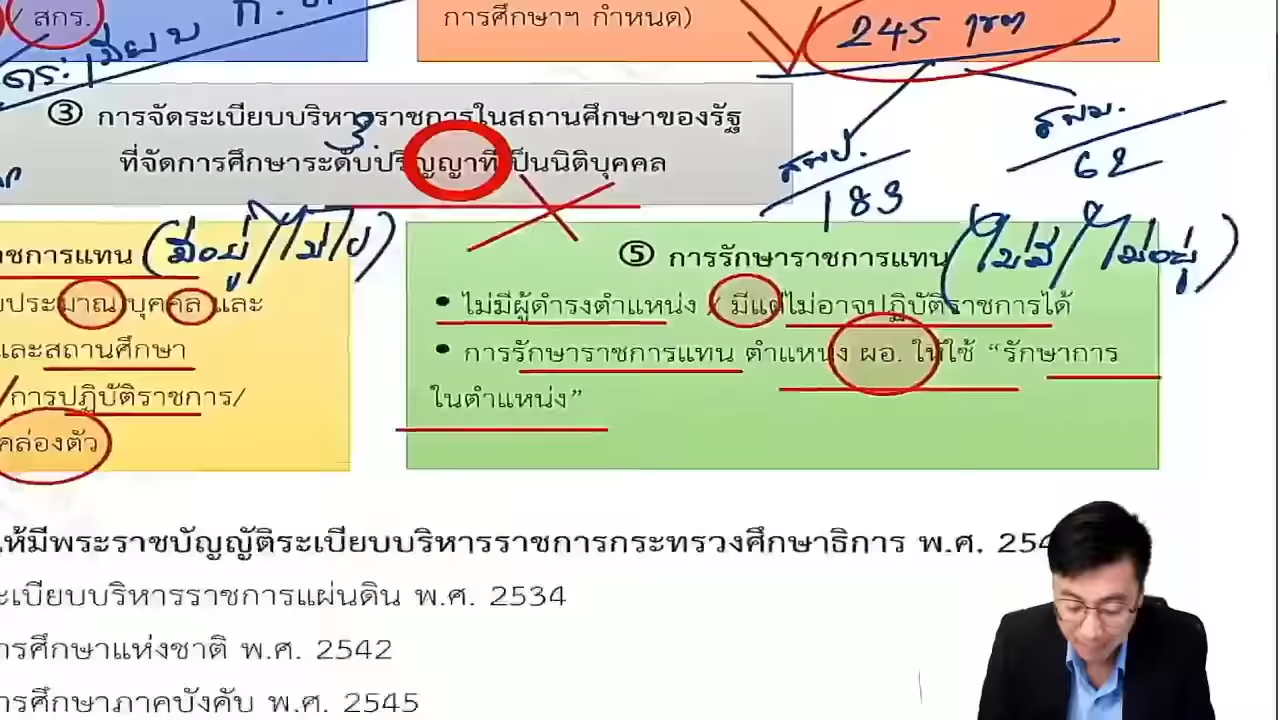 / สกร.
การศึกษาฯ กำหนด)
245 เขต
③ การจัดระเบียบบริหารราชการในสถานศึกษาของรัฐ
ที่จัดการศึกษาระดับปริญญาที่เป็นนิติบุคคล
3.
สพป.
183
สพม.
62
ชการแทน (มีอยู่/ไม่ไป)
ประมาณ/บุคคล และ
และสถานศึกษา
/การปฏิบัติราชการ/
คล่องตัว
⑤ การรักษาราชการแทน (ไม่มี/ไม่อยู่)
• ไม่มีผู้ดำรงตำแหน่ง / มีแต่ไม่อาจปฏิบัติราชการได้
• การรักษาราชการแทน ตำแหน่ง ผอ. ให้ใช้ “รักษาการ
ในตำแหน่ง”
ให้มีพระราชบัญญัติระเบียบบริหารราชการกระทรวงศึกษาธิการ พ.ศ. 254
ะเบียบบริหารราชการแผ่นดิน พ.ศ. 2534
ารศึกษาแห่งชาติ พ.ศ. 2542
ารศึกษาภาคบังคับ พ.ศ. 2545